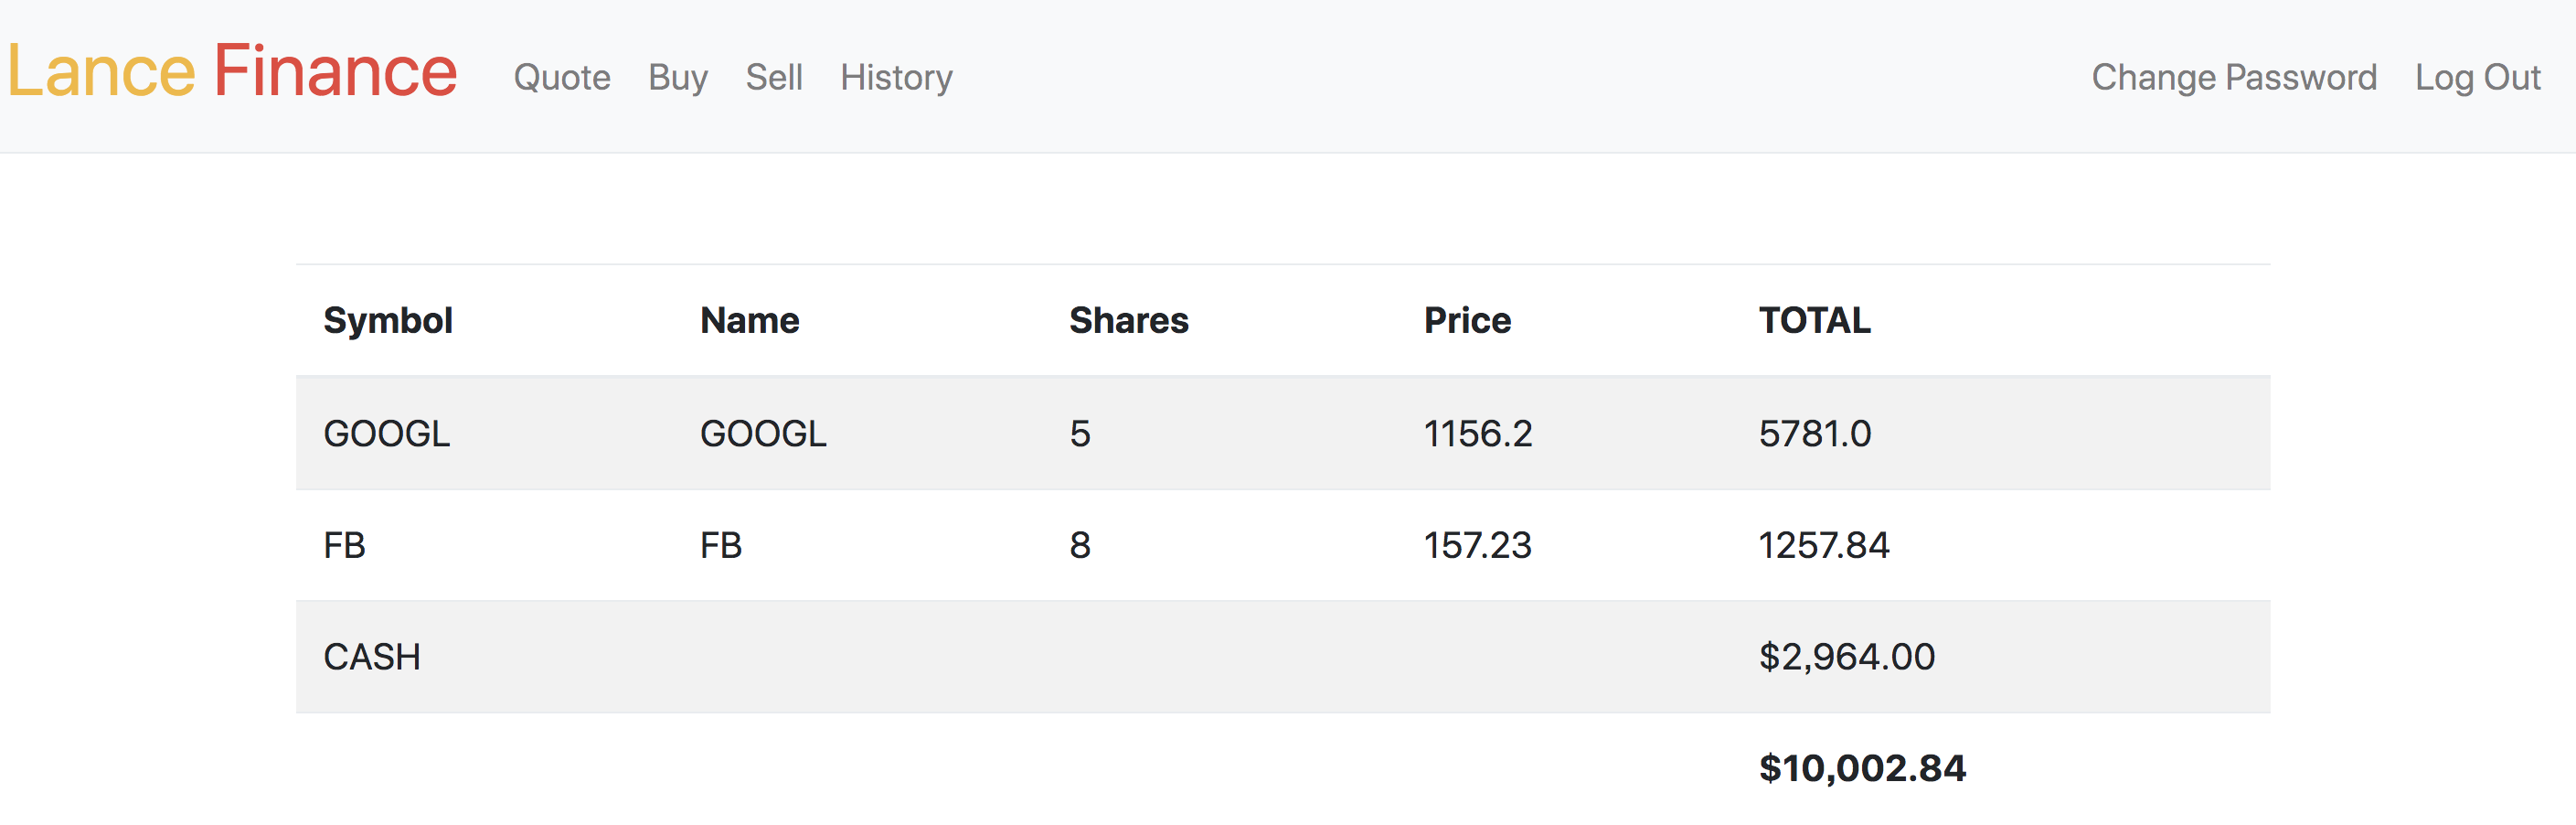 Lance Finance Quote Buy Sell History Change Password Log Out
Symbol Name Shares Price TOTAL
GOOGL GOOGL 5 1156.2 5781.0
FB FB 8 157.23 1257.84
CASH $2,964.00
$10,002.84